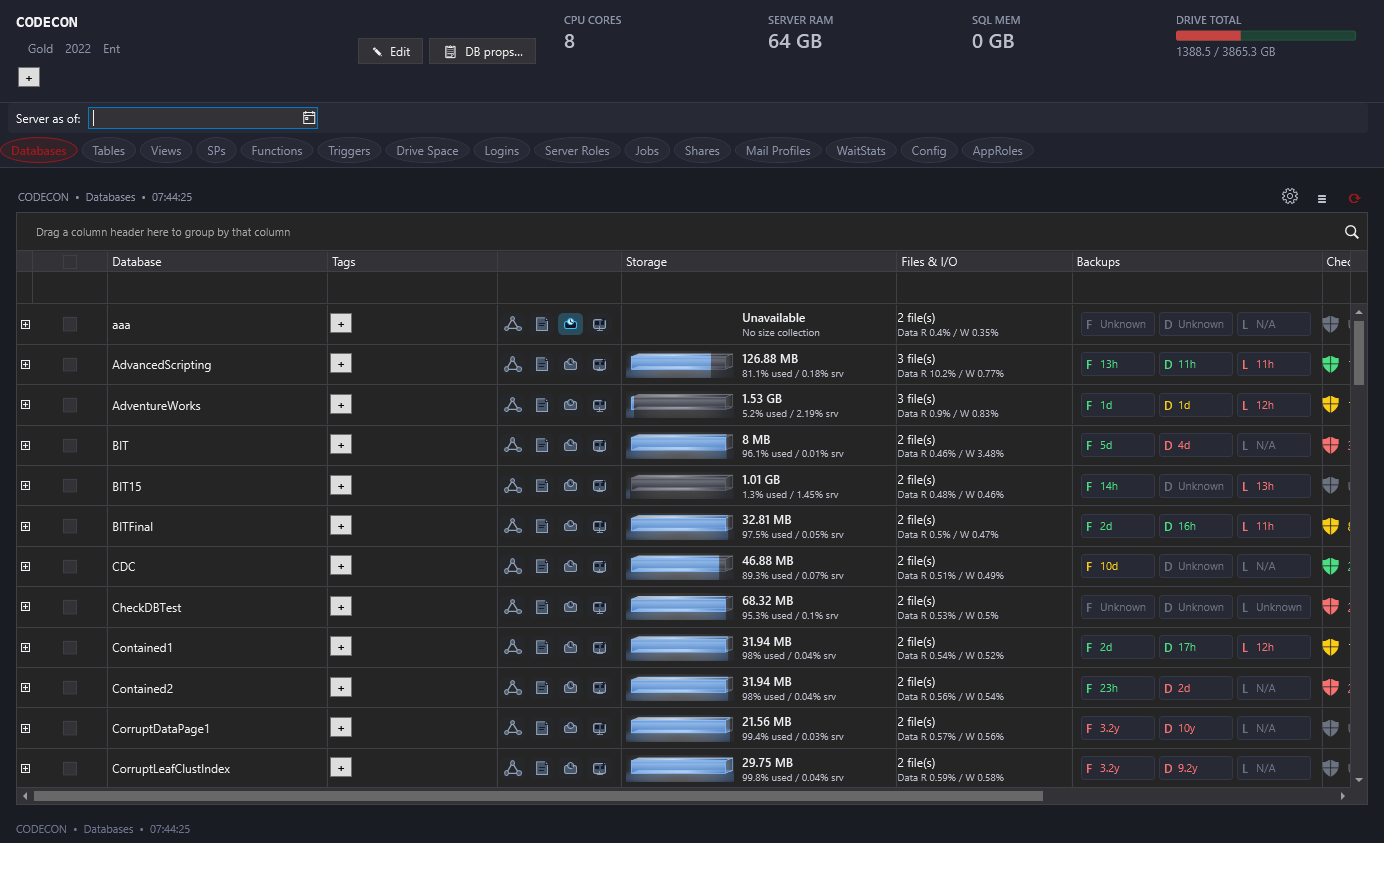 CODECON
Gold 2022 Ent
+
Edit
DB props...
CPU CORES
8
SERVER RAM
64 GB
SQL MEM
0 GB
DRIVE TOTAL
1388.5 / 3865.3 GB
Server as of:
Databases Tables Views SPs Functions Triggers Drive Space Logins Server Roles Jobs Shares Mail Profiles WaitStats Config AppRoles
CODECON • Databases • 07:44:25
Drag a column header here to group by that column
Database Tags Storage Files & I/O Backups Chec
aaa + Unavailable 2 file(s) F Unknown D Unknown L N/A
No size collection Data R 0.4% / W 0.35%
AdvancedScripting + 126.88 MB 3 file(s) F 13h D 11h L 11h
81.1% used / 0.18% srv Data R 10.2% / W 0.77%
AdventureWorks + 1.53 GB 3 file(s) F 1d D 1d L 12h
5.2% used / 2.19% srv Data R 0.9% / W 0.83%
BIT + 8 MB 2 file(s) F 5d D 4d L N/A
96.1% used / 0.01% srv Data R 0.46% / W 3.48%
BIT15 + 1.01 GB 2 file(s) F 14h D Unknown L 13h
1.3% used / 1.45% srv Data R 0.48% / W 0.46%
BITFinal + 32.81 MB 2 file(s) F 2d D 16h L 11h
97.5% used / 0.05% srv Data R 0.5% / W 0.47%
CDC + 46.88 MB 2 file(s) F 10d D Unknown L N/A
89.3% used / 0.07% srv Data R 0.51% / W 0.49%
CheckDBTest + 68.32 MB 2 file(s) F Unknown D Unknown L Unknown
95.3% used / 0.1% srv Data R 0.53% / W 0.5%
Contained1 + 31.94 MB 2 file(s) F 2d D 17h L 12h
98% used / 0.04% srv Data R 0.54% / W 0.52%
Contained2 + 31.94 MB 2 file(s) F 23h D 2d L N/A
98% used / 0.04% srv Data R 0.56% / W 0.54%
CorruptDataPage1 + 21.56 MB 2 file(s) F 3.2y D 10y L N/A
99.4% used / 0.03% srv Data R 0.57% / W 0.56%
CorruptLeafClustIndex + 29.75 MB 2 file(s) F 3.2y D 9.2y L N/A
99.8% used / 0.04% srv Data R 0.59% / W 0.58%
CODECON • Databases • 07:44:25